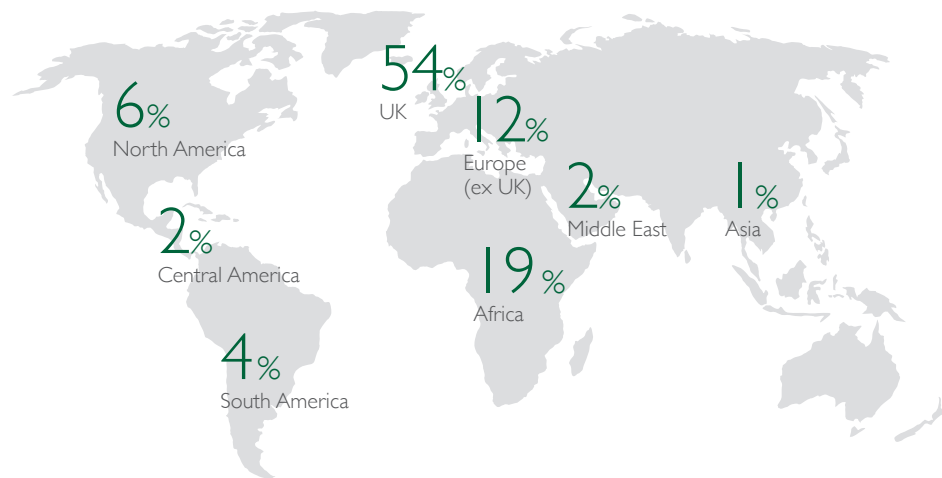 54%
UK
6%
North America
12%
Europe
(ex UK)
2%
Middle East
1%
Asia
2%
Central America
19%
Africa
4%
South America